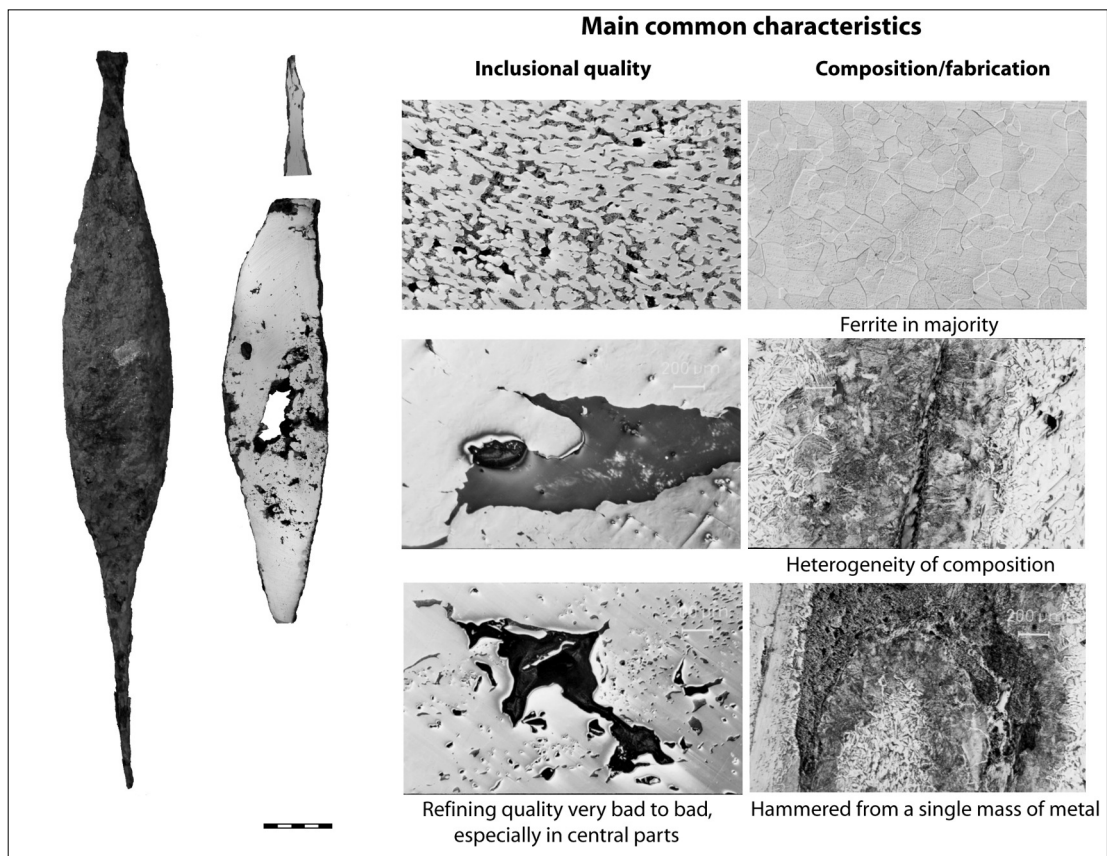 Main common characteristics
Inclusional quality
Composition/fabrication
Ferrite in majority
200 µm
Heterogeneity of composition
200 µm
Refining quality very bad to bad,
especially in central parts
Hammered from a single mass of metal